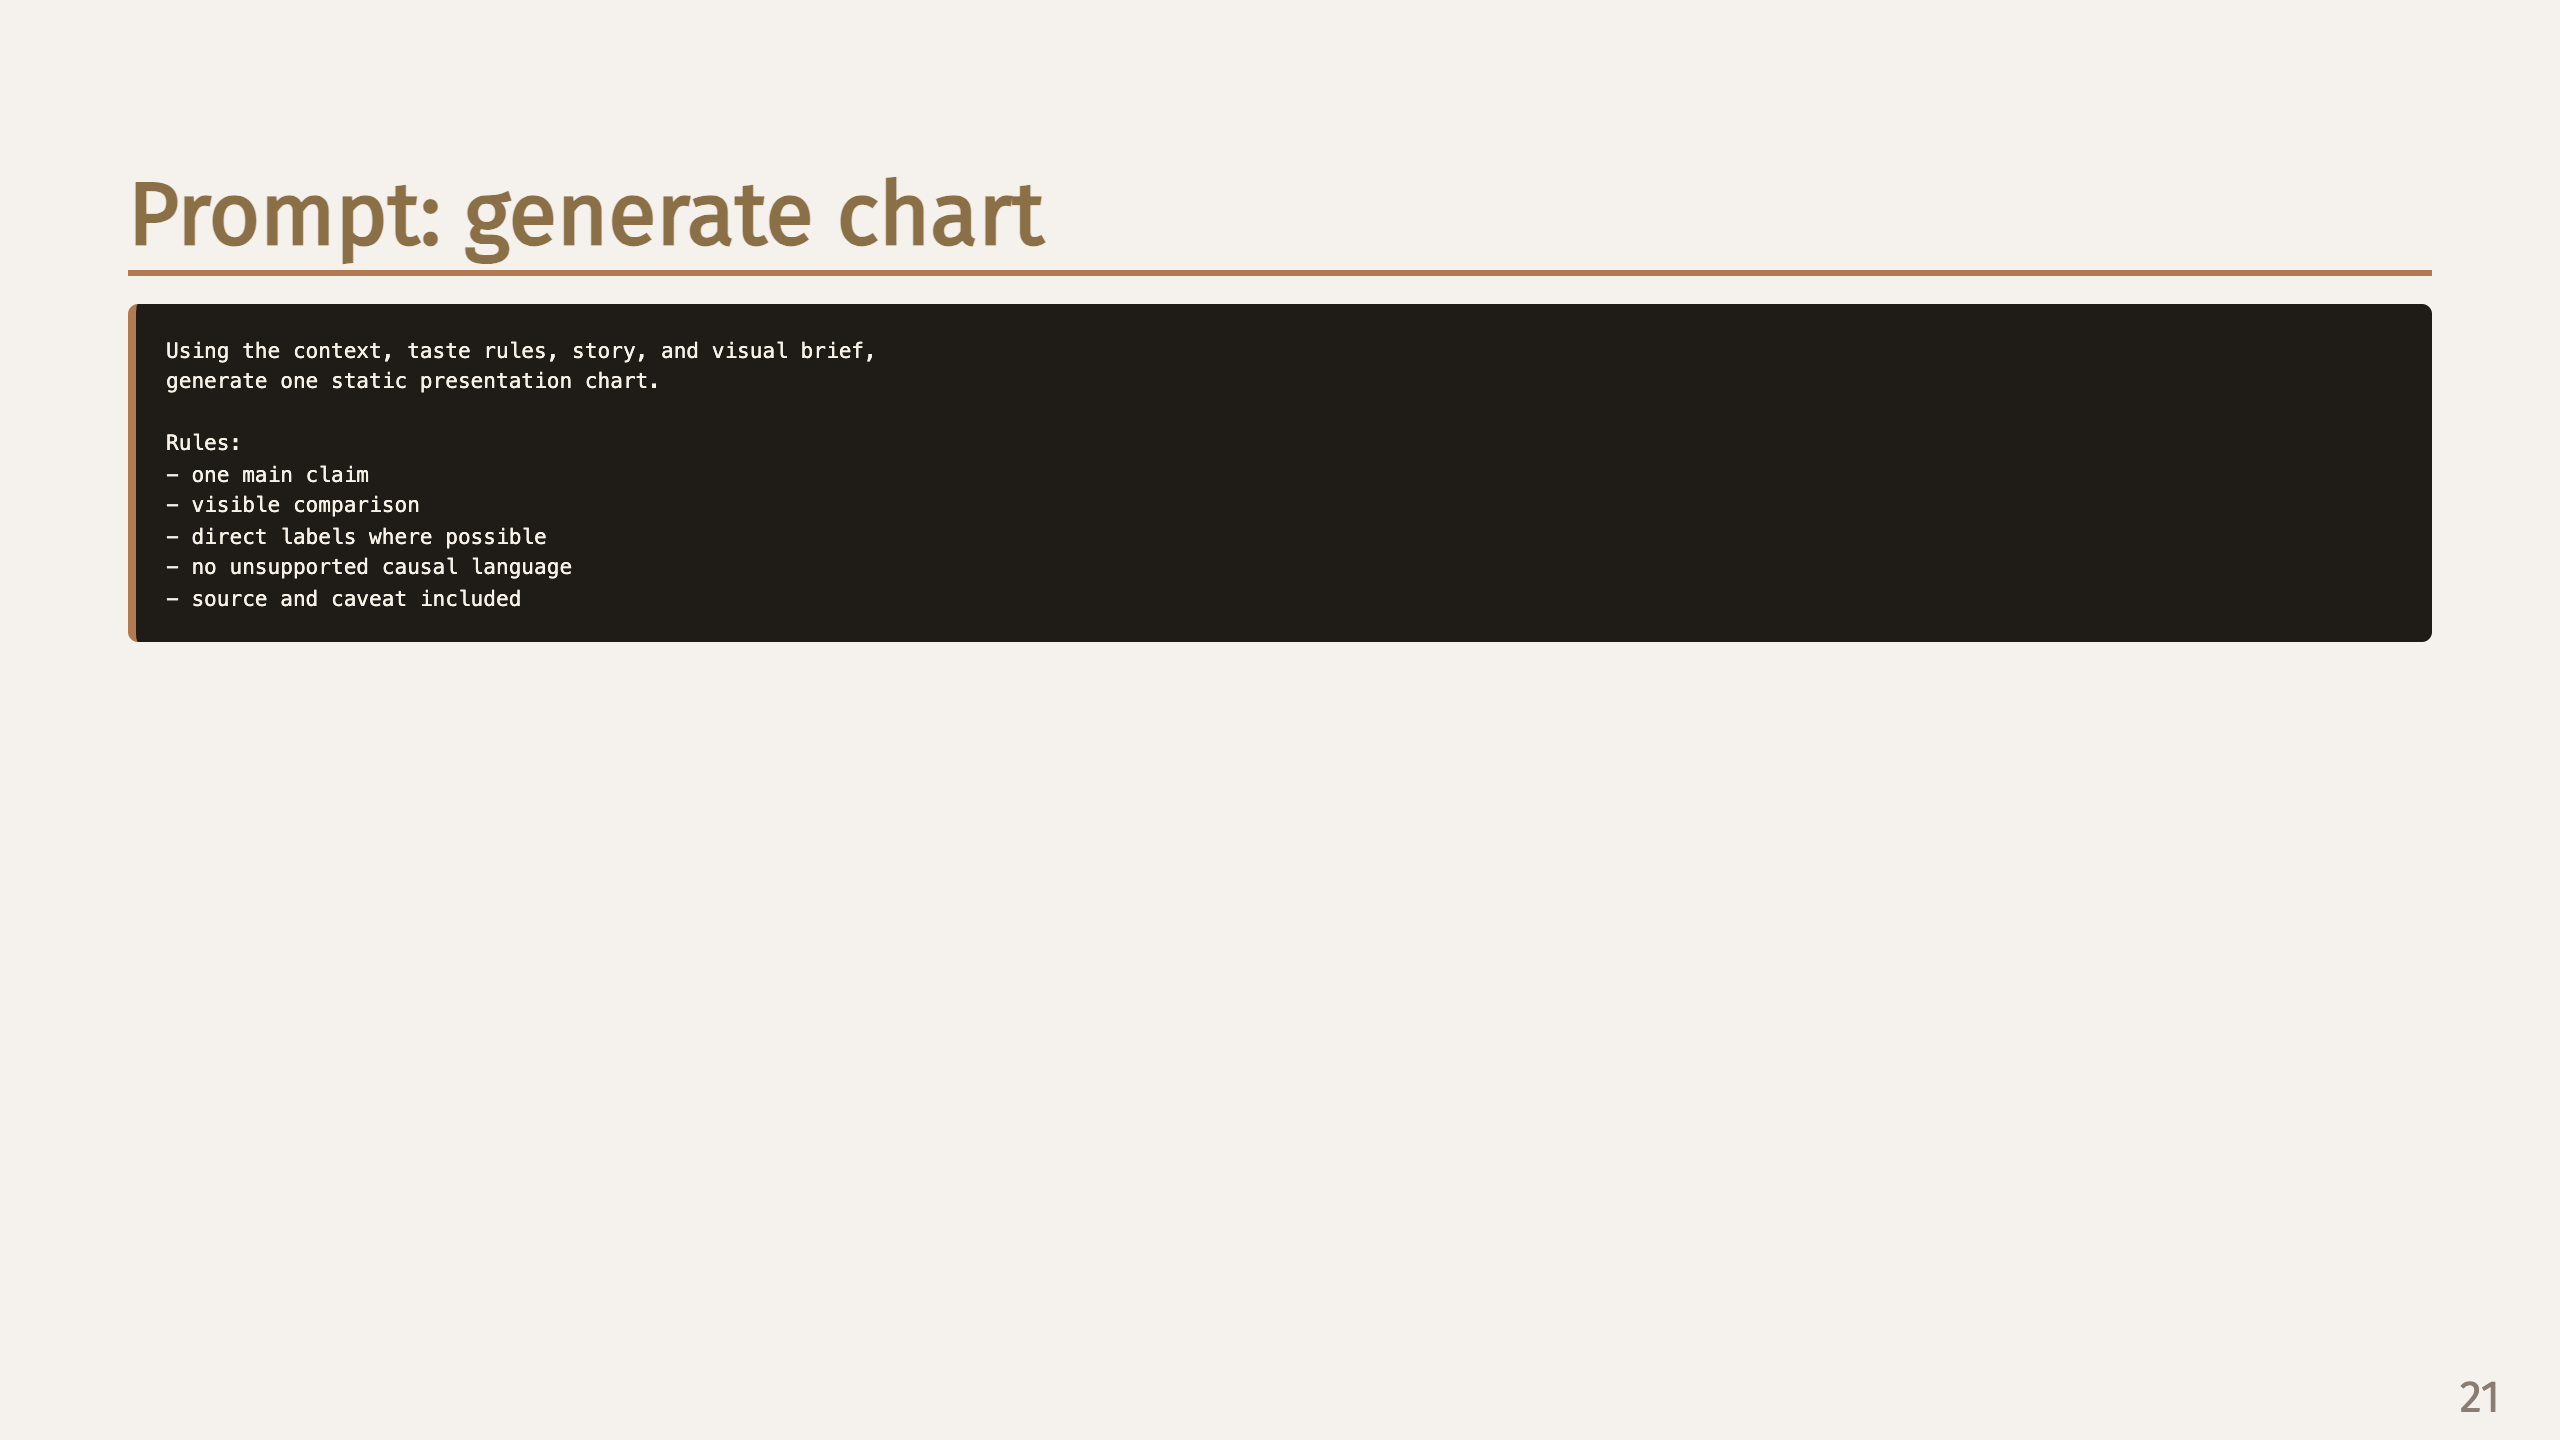 Prompt: generate chart
Using the context, taste rules, story, and visual brief,
generate one static presentation chart.
Rules:
- one main claim
- visible comparison
- direct labels where possible
- no unsupported causal language
- source and caveat included
21